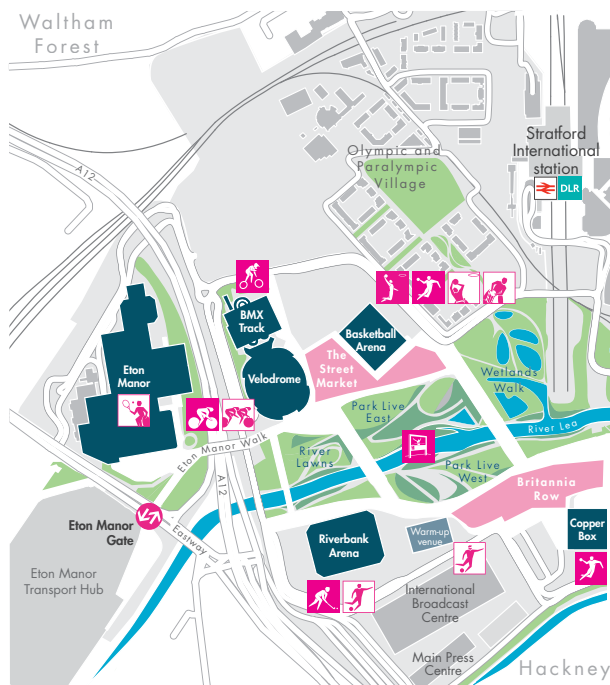 Waltham
Forest
Stratford
International
station
DLR
Olympic and
Paralympic
Village
A12
BMX
Track
Basketball
Arena
The
Street
Market
Velodrome
Eton
Manor
Wetlands
Walk
Park Live
East
River Lea
Eton Manor Walk
River
Lawns
Park Live
West
Britannia
Row
A12
Eton Manor
Gate
Eastway
Riverbank
Arena
Warm-up
venue
Copper
Box
Eton Manor
Transport Hub
International
Broadcast
Centre
Main Press
Centre
Hackney